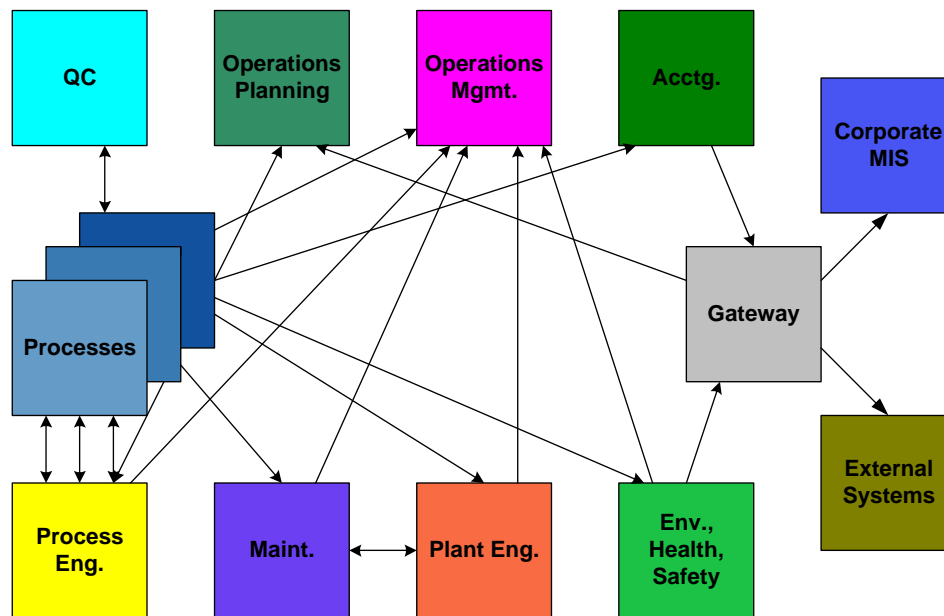 QC
Operations
Planning
Operations
Mgmt.
Acctg.
Corporate
MIS
Processes
Gateway
Process
Eng.
Maint.
Plant Eng.
Env.,
Health,
Safety
External
Systems